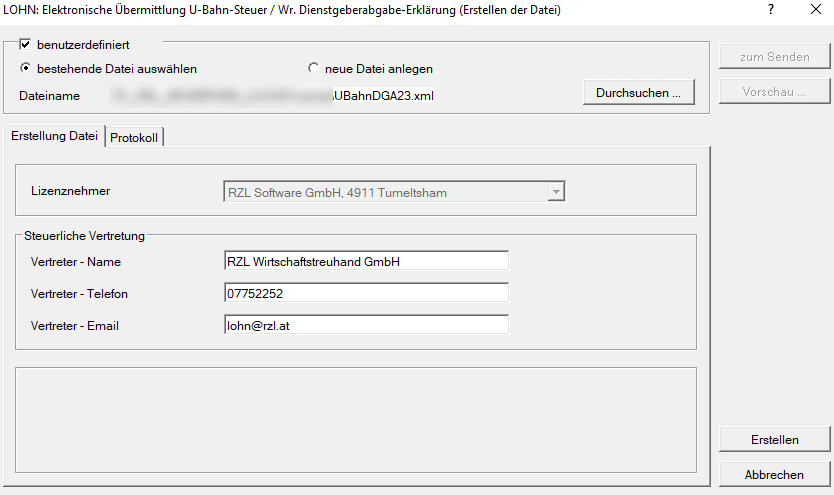 LOHN: Elektronische Übermittlung U-Bahn-Steuer / Wr. Dienstgeberabgabe-Erklärung (Erstellen der Datei) ?
benutzerdefiniert
zum Senden
bestehende Datei auswählen neue Datei anlegen
Dateiname \UBahnDGA23.xml Durchsuchen ... Vorschau ...
Erstellung Datei Protokoll
Lizenznehmer RZL Software GmbH, 4911 Tumeltsham
Steuerliche Vertretung
Vertreter - Name RZL Wirtschaftstreuhand GmbH
Vertreter - Telefon 07752252
Vertreter - Email lohn@rzl.at
Erstellen
Abbrechen